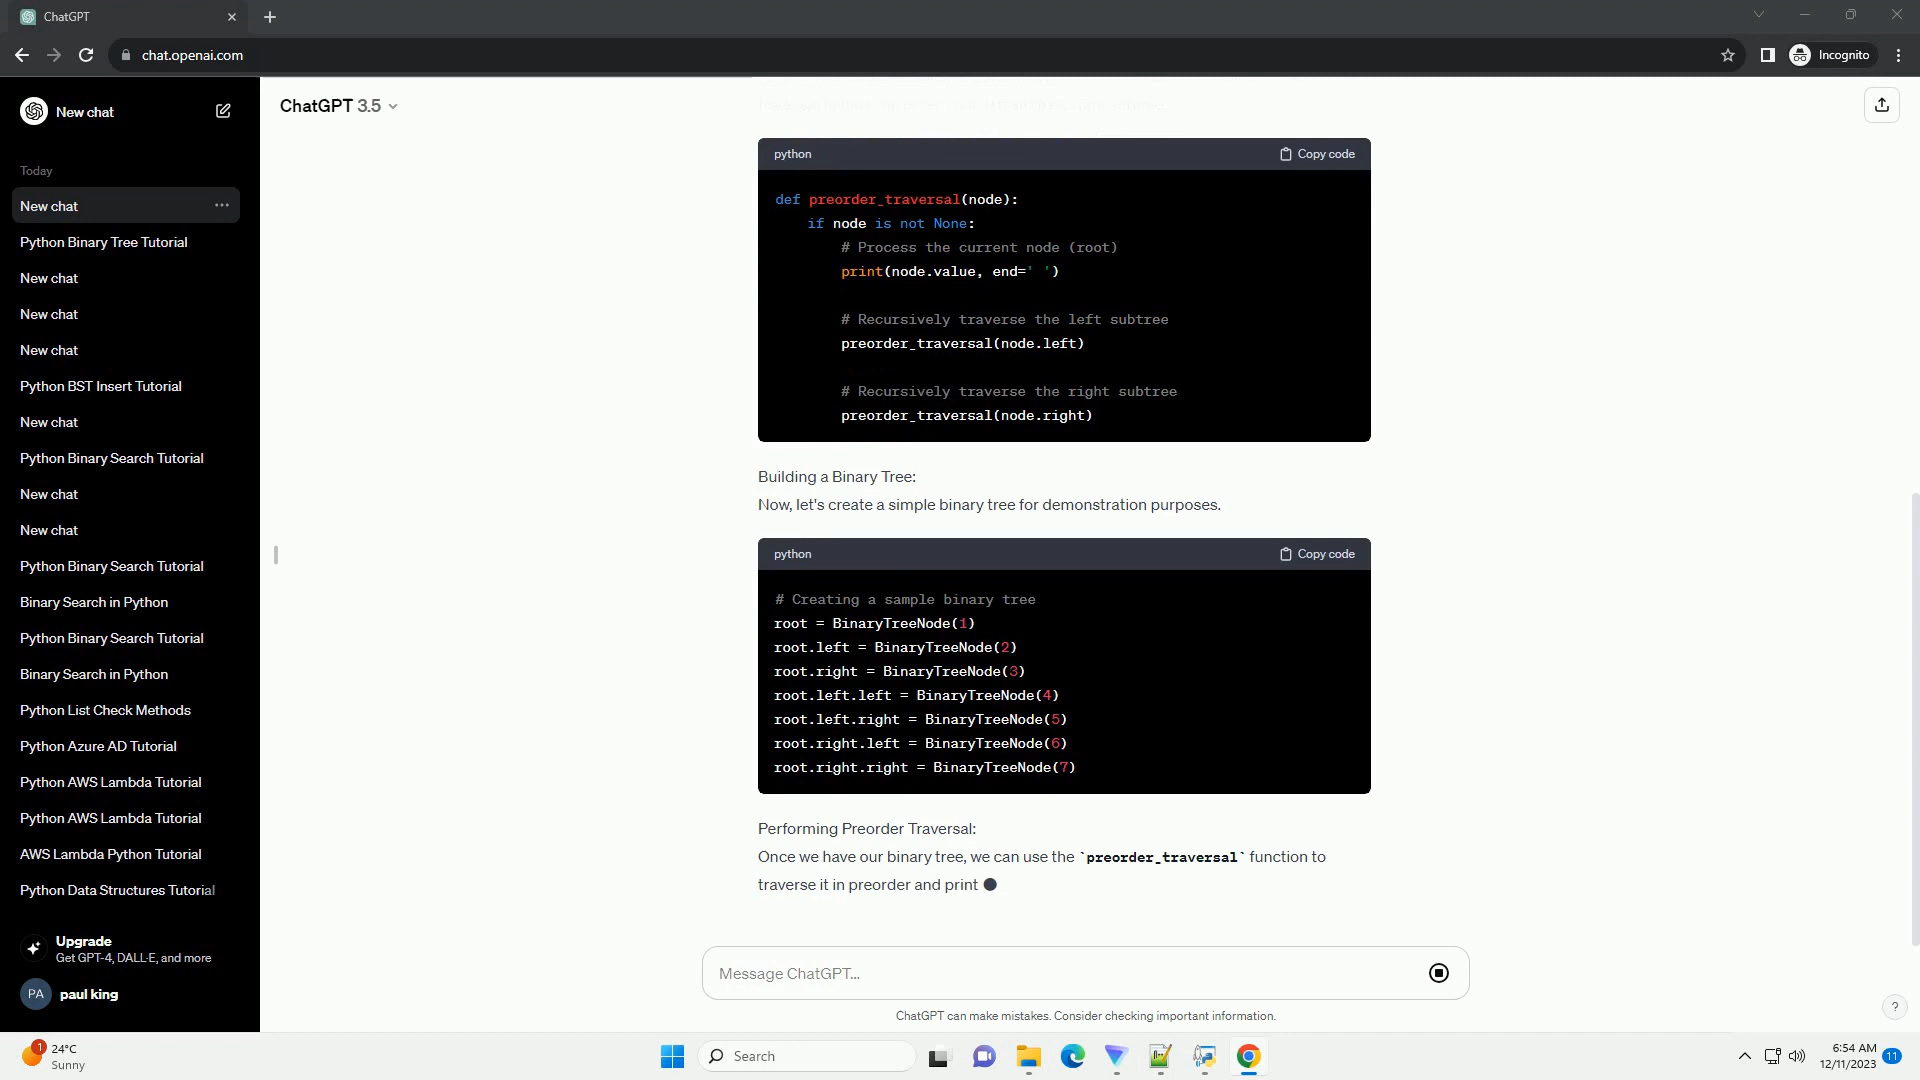 ChatGPT
chat.openai.com
Incognito
New chat
Today
New chat
Python Binary Tree Tutorial
New chat
New chat
New chat
Python BST Insert Tutorial
New chat
Python Binary Search Tutorial
New chat
New chat
Python Binary Search Tutorial
Binary Search in Python
Python Binary Search Tutorial
Binary Search in Python
Python List Check Methods
Python Azure AD Tutorial
Python AWS Lambda Tutorial
Python AWS Lambda Tutorial
AWS Lambda Python Tutorial
Python Data Structures Tutorial
Upgrade
Get GPT-4, DALL·E, and more
PA paul king
ChatGPT 3.5
python Copy code
def preorder_traversal(node):
if node is not None:
# Process the current node (root)
print(node.value, end=' ')
# Recursively traverse the left subtree
preorder_traversal(node.left)
# Recursively traverse the right subtree
preorder_traversal(node.right)
Building a Binary Tree:
Now, let's create a simple binary tree for demonstration purposes.
python Copy code
# Creating a sample binary tree
root = BinaryTreeNode(1)
root.left = BinaryTreeNode(2)
root.right = BinaryTreeNode(3)
root.left.left = BinaryTreeNode(4)
root.left.right = BinaryTreeNode(5)
root.right.left = BinaryTreeNode(6)
root.right.right = BinaryTreeNode(7)
Performing Preorder Traversal:
Once we have our binary tree, we can use the `preorder_traversal` function to
traverse it in preorder and print
Message ChatGPT...
ChatGPT can make mistakes. Consider checking important information.
?
1
24°C
Sunny
Search
6:54 AM
12/11/2023
11